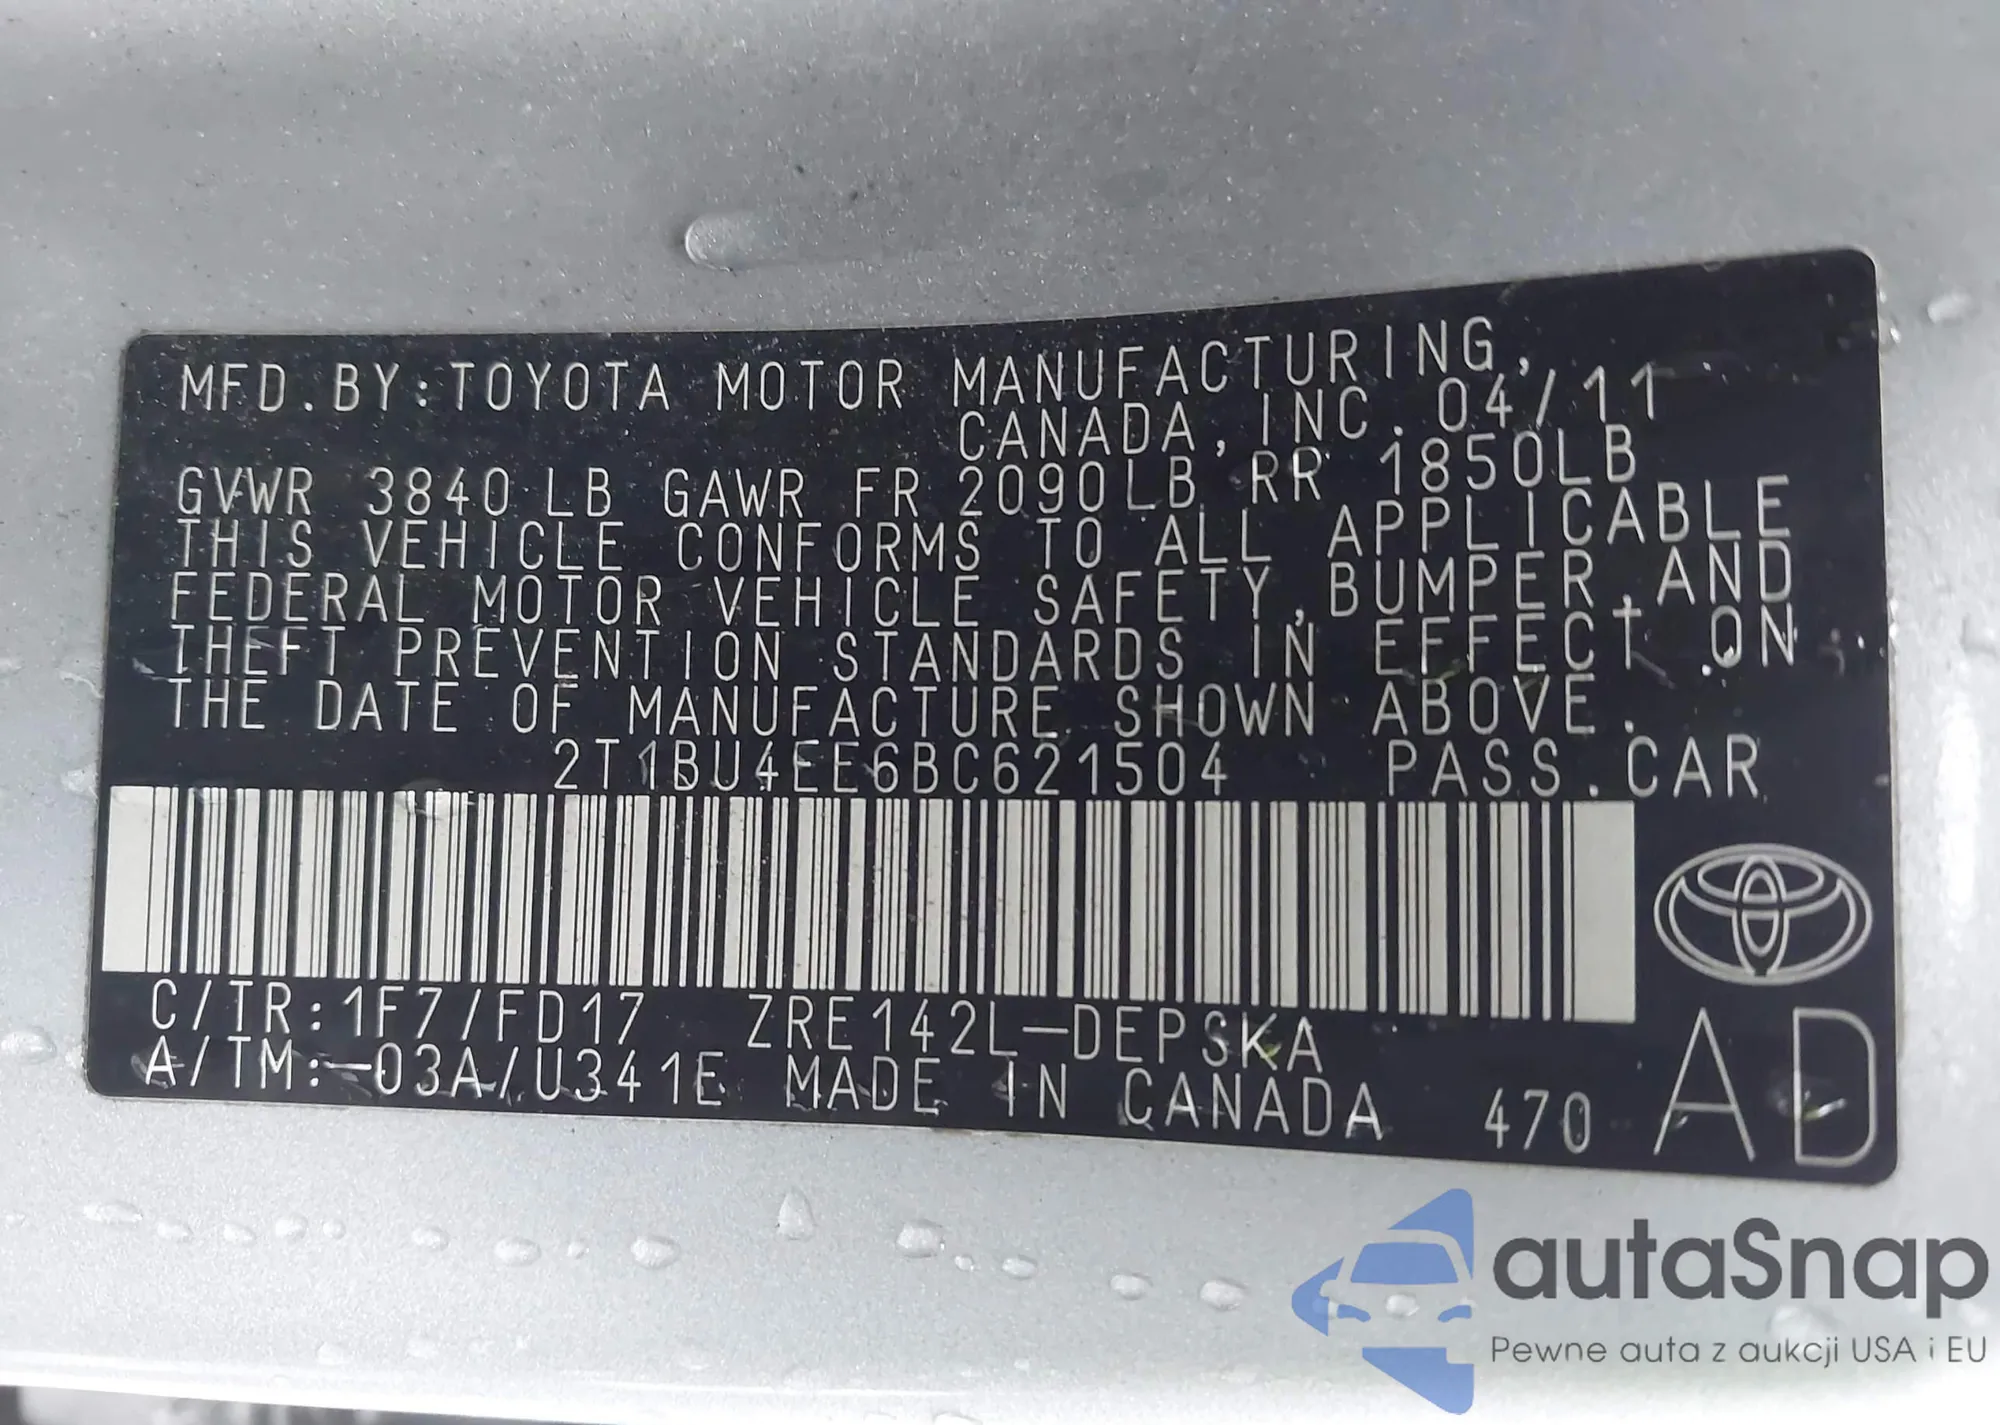 MFD.BY:TOYOTA MOTOR MANUFACTURING,
CANADA,INC.04/11
GVWR 3840 LB GAWR FR 2090LB RR 1850LB
THIS VEHICLE CONFORMS TO ALL APPLICABLE
FEDERAL MOTOR VEHICLE SAFETY,BUMPER,AND
THEFT PREVENTION STANDARDS IN EFFECT ON
THE DATE OF MANUFACTURE SHOWN ABOVE.
2T1BU4EE6BC621504 PASS.CAR
C/TR:1F7/FD17 ZRE142L-DEPSKA
A/TM:-03A/U341E MADE IN CANADA 470 AD
autaSnap
Pewne auta z aukcji USA i EU